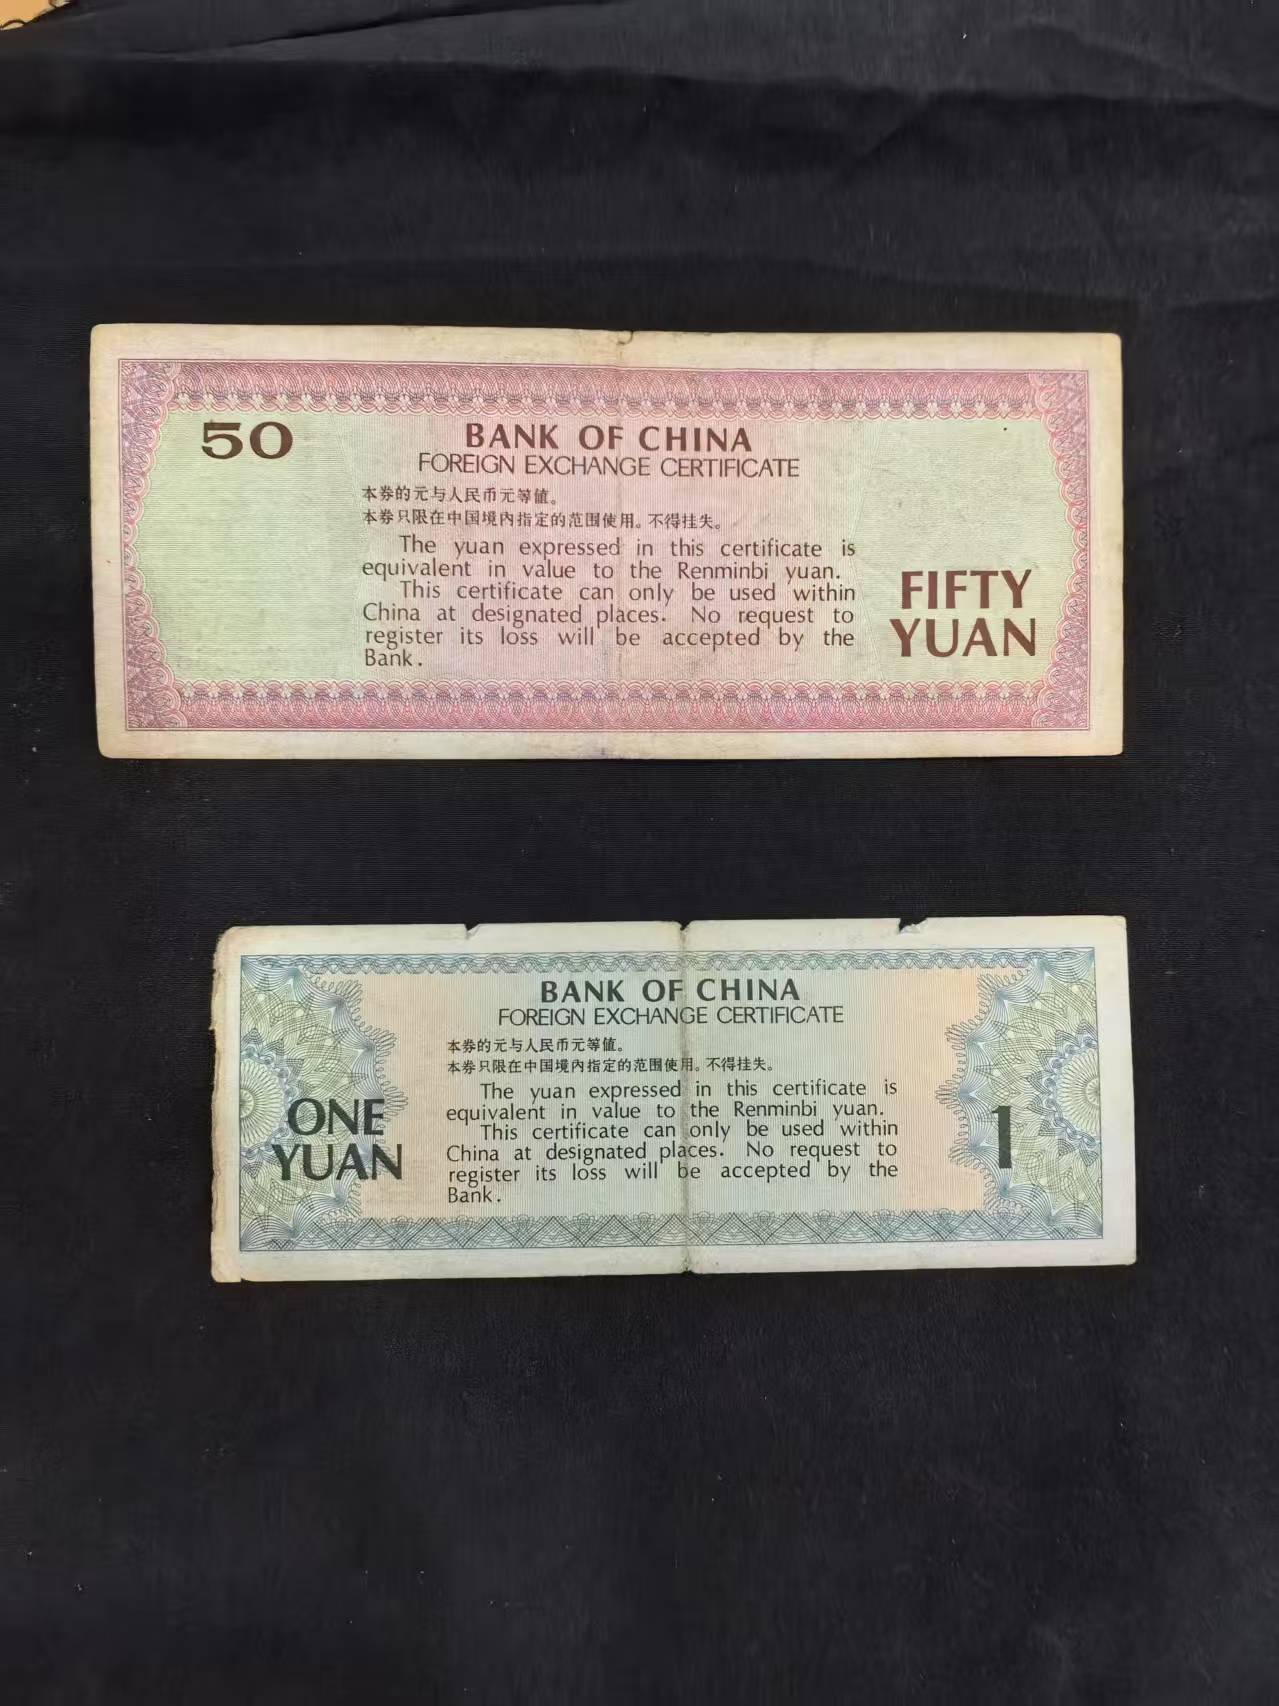 50
BANK OF CHINA
FOREIGN EXCHANGE CERTIFICATE
本券的元与人民币元等值。
本券只限在中国境内指定的范围使用。不得挂失。
The yuan expressed in this certificate is
equivalent in value to the Renminbi yuan.
This certificate can only be used within
China at designated places. No request to
register its loss will be accepted by the
Bank.
FIFTY
YUAN
BANK OF CHINA
FOREIGN EXCHANGE CERTIFICATE
本券的元与人民币元等值。
本券只限在中国境内指定的范围使用。不得挂失。
The yuan expressed in this certificate is
equivalent in value to the Renminbi yuan.
This certificate can only be used within
China at designated places. No request to
register its loss will be accepted by the
Bank.
ONE
YUAN
1